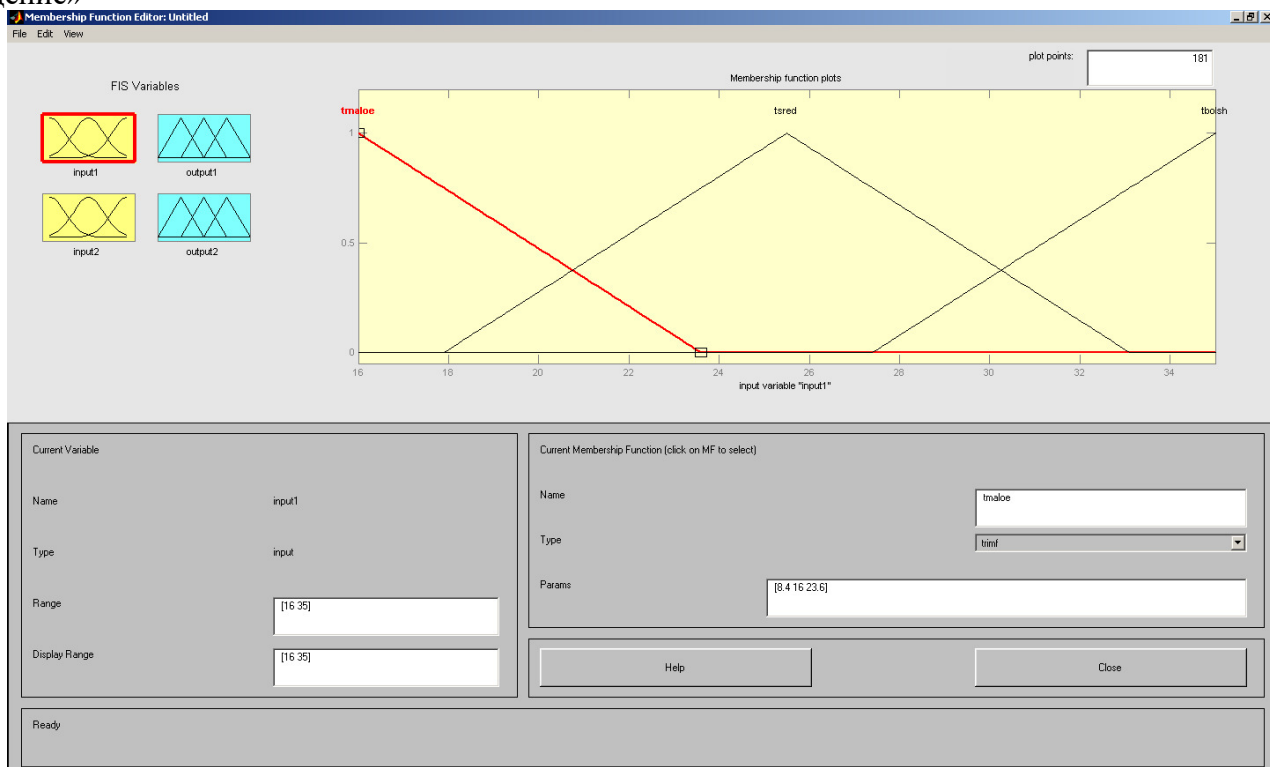 Membership Function Editor: Untitled
File Edit View
plot points:
181
FIS Variables
Membership function plots
input1
output1
input2
output2
tmaloe
tsred
tbolsh
1
0.5
0
16 18 20 22 24 26 28 30 32 34
input variable "input1"
Current Variable
Name
input1
Type
input
Range
[16 35]
Display Range
[16 35]
Current Membership Function (click on MF to select)
Name
tmaloe
Type
trimf
Params
[8.4 16 23.6]
Help
Close
Ready